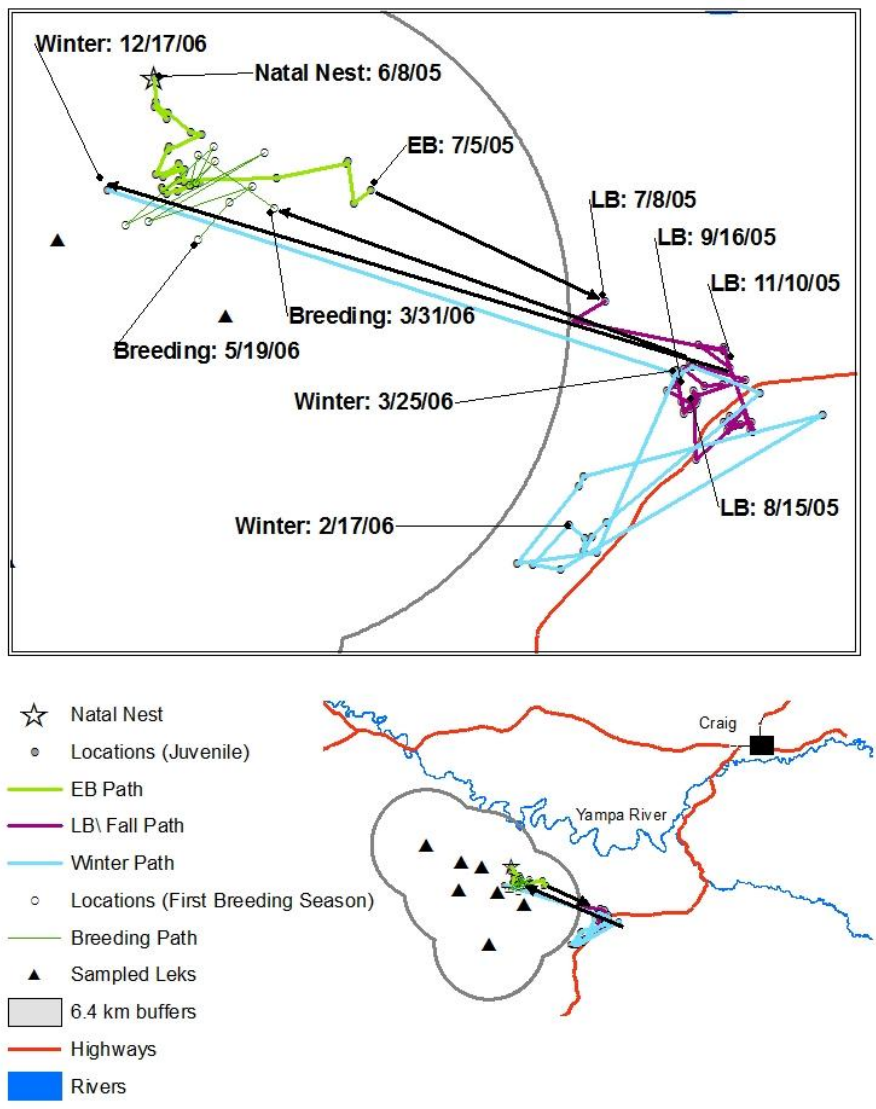 Winter: 12/17/06
Natal Nest: 6/8/05
EB: 7/5/05
LB: 7/8/05
LB: 9/16/05
LB: 11/10/05
Breeding: 3/31/06
Breeding: 5/19/06
Winter: 3/25/06
LB: 8/15/05
Winter: 2/17/06
Natal Nest
Locations (Juvenile)
EB Path
LB\ Fall Path
Winter Path
Locations (First Breeding Season)
Breeding Path
Sampled Leks
6.4 km buffers
Highways
Rivers
Craig
Yampa River